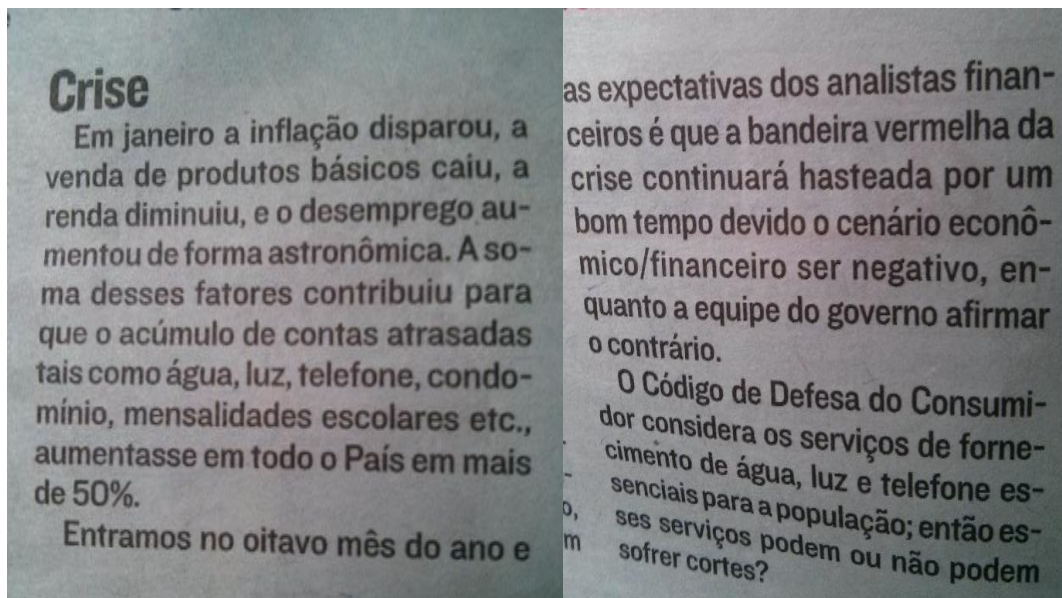 Crise
Em janeiro a inflação disparou, a
venda de produtos básicos caiu, a
renda diminuiu, e o desemprego au-
mentou de forma astronômica. A so-
ma desses fatores contribuiu para
que o acúmulo de contas atrasadas
tais como água, luz, telefone, condo-
mínio, mensalidades escolares etc.,
aumentasse em todo o País em mais
de 50%.
Entramos no oitavo mês do ano e
as expectativas dos analistas finan-
ceiros é que a bandeira vermelha da
crise continuará hasteada por um
bom tempo devido o cenário econô-
mico/financeiro ser negativo, en-
quanto a equipe do governo afirmar
o contrário.
O Código de Defesa do Consumi-
dor considera os serviços de forne-
cimento de água, luz e telefone es-
senciais para a população; então es-
ses serviços podem ou não podem
sofrer cortes?